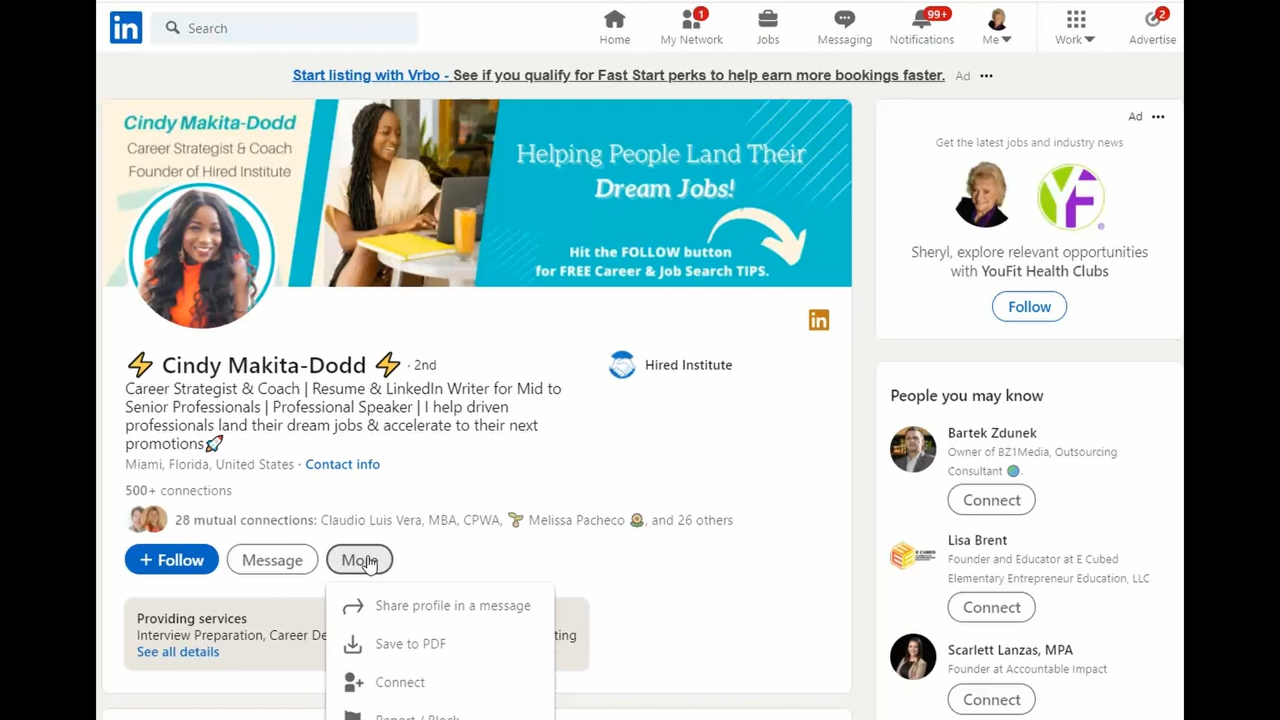 in
Search
1
99+
2
Home
My Network
Jobs
Messaging
Notifications
Me
Work
Advertise
Start listing with Vrbo - See if you qualify for Fast Start perks to help earn more bookings faster. Ad
Cindy Makita-Dodd
Career Strategist & Coach
Founder of Hired Institute
Helping People Land Their
Dream Jobs!
Hit the FOLLOW button
for FREE Career & Job Search TIPS.
in
⚡ Cindy Makita-Dodd ⚡ · 2nd
Hired Institute
Career Strategist & Coach | Resume & LinkedIn Writer for Mid to
Senior Professionals | Professional Speaker | I help driven
professionals land their dream jobs & accelerate to their next
promotions🚀
Miami, Florida, United States · Contact info
500+ connections
28 mutual connections: Claudio Luis Vera, MBA, CPWA, 🌱 Melissa Pacheco 🌻, and 26 others
+ Follow
Message
More
Share profile in a message
Save to PDF
Connect
Report / Block
Providing services
Interview Preparation, Career De
ting
See all details
Ad
Get the latest jobs and industry news
YF
Sheryl, explore relevant opportunities
with YouFit Health Clubs
Follow
People you may know
Bartek Zdunek
Owner of BZ1Media, Outsourcing
Consultant 🌐.
Connect
Lisa Brent
Founder and Educator at E Cubed
Elementary Entrepreneur Education, LLC
Connect
Scarlett Lanzas, MPA
Founder at Accountable Impact
Connect